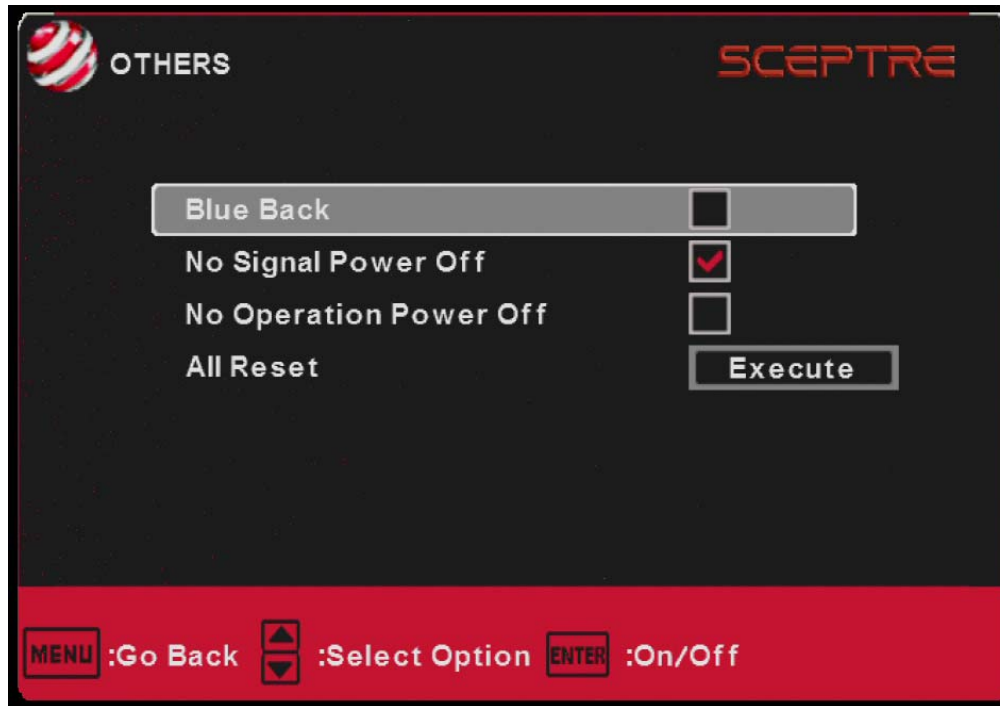 OTHERS
SCEPTRE
Blue Back
No Signal Power Off
No Operation Power Off
All Reset Execute
MENU :Go Back :Select Option ENTER :On/Off